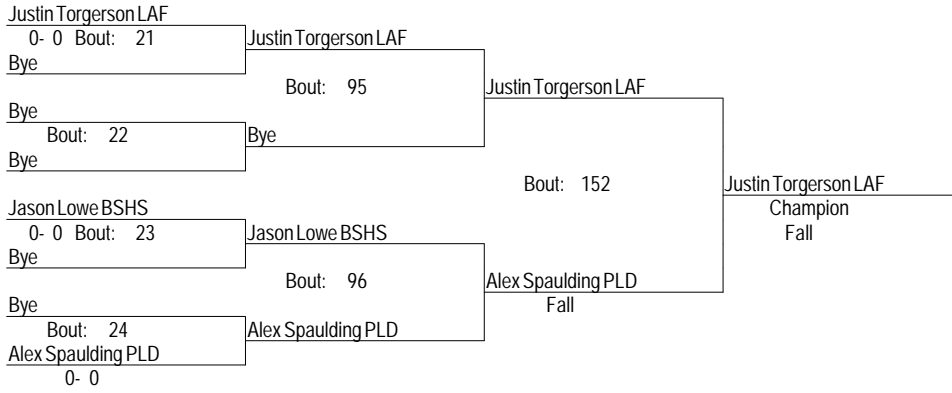 Justin Torgerson LAF
0- 0 Bout: 21
Bye
Justin Torgerson LAF
Bout: 95
Bye
Bout: 22
Bye
Bye
Justin Torgerson LAF
Bout: 152
Jason Lowe BSHS
0- 0 Bout: 23
Bye
Jason Lowe BSHS
Bout: 96
Bye
Bout: 24
Alex Spaulding PLD
0- 0
Alex Spaulding PLD
Alex Spaulding PLD
Fall
Justin Torgerson LAF
Champion
Fall